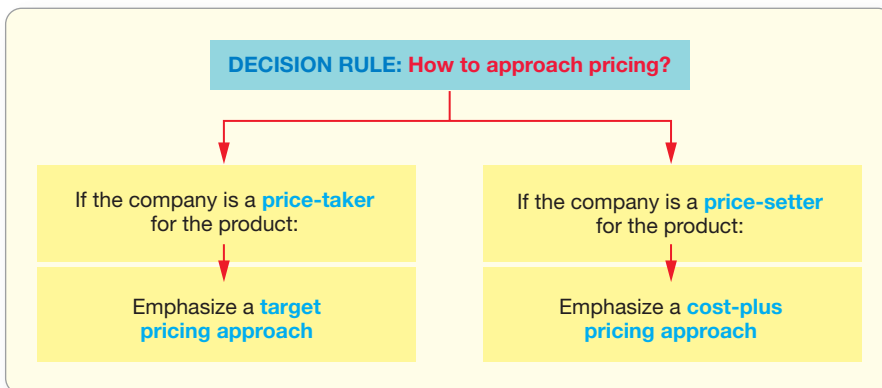 DECISION RULE: How to approach pricing?
If the company is a price-taker
for the product:
Emphasize a target
pricing approach
If the company is a price-setter
for the product:
Emphasize a cost-plus
pricing approach